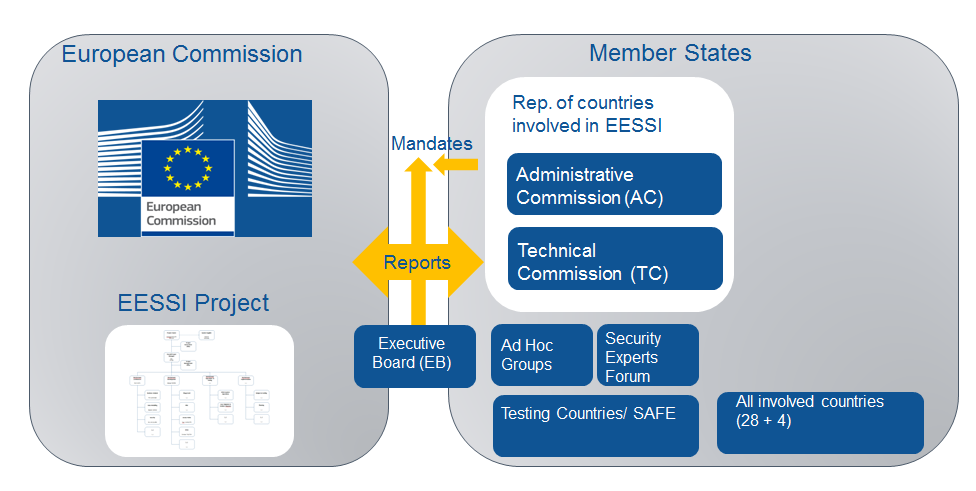 European Commission
European
Commission
EESSI Project
Mandates
Reports
Executive
Board (EB)
Member States
Rep. of countries
involved in EESSI
Administrative
Commission (AC)
Technical
Commission (TC)
Ad Hoc
Groups
Security
Experts
Forum
Testing Countries/ SAFE
All involved countries
(28 + 4)